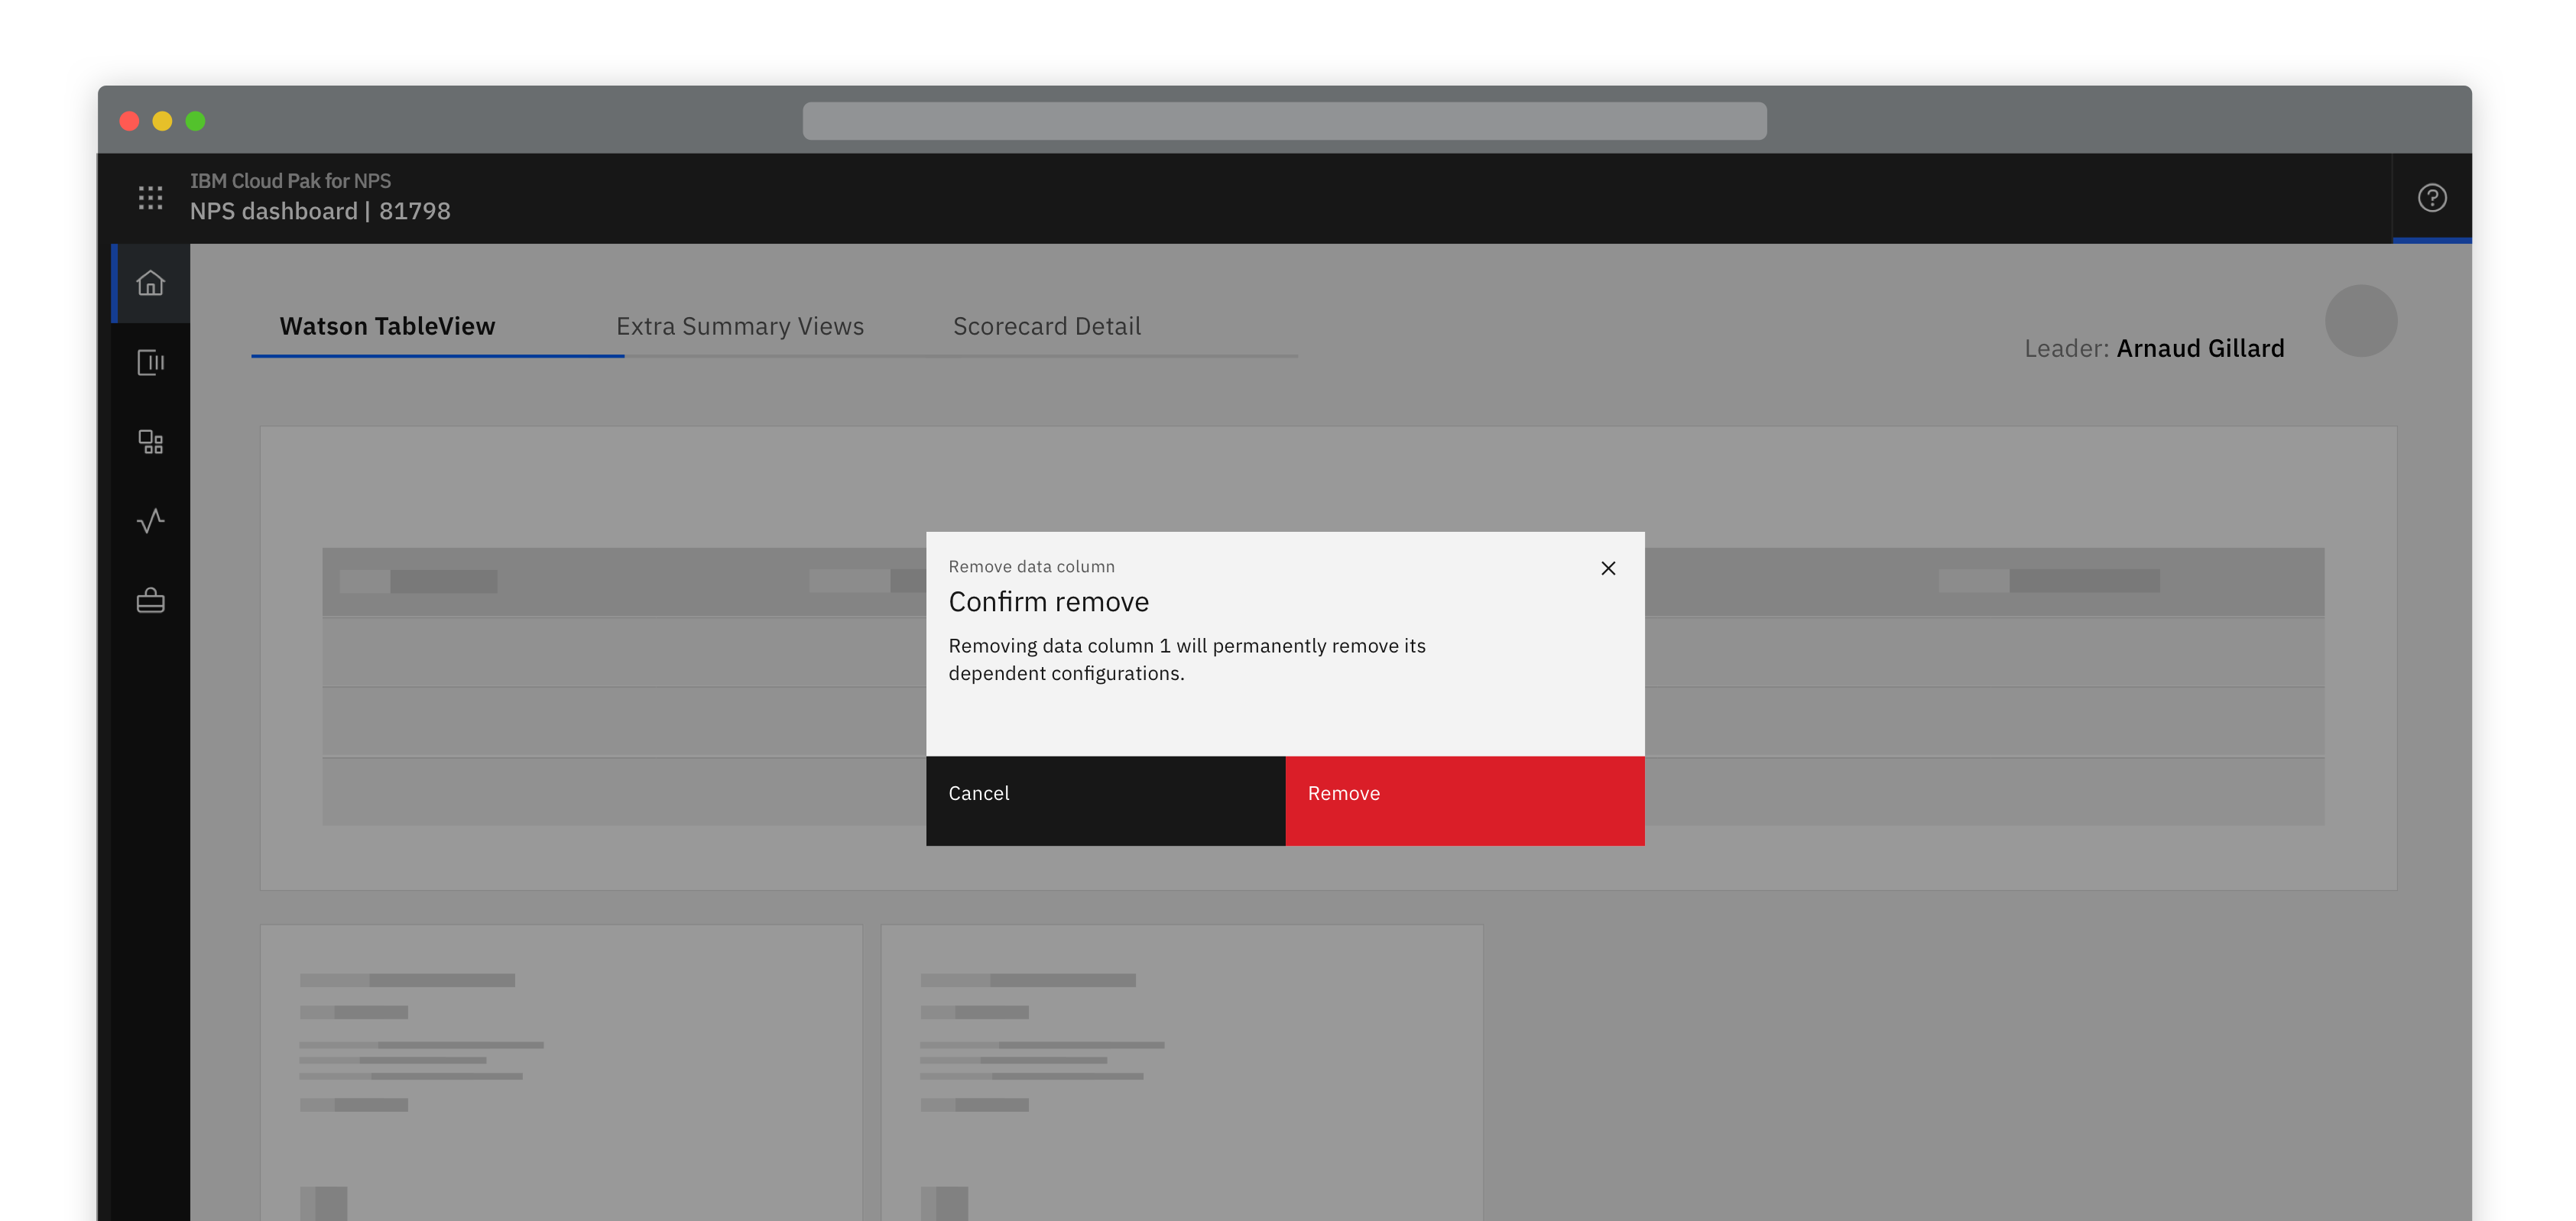 IBM Cloud Pak for NPS
NPS dashboard | 81798
Watson TableView
Extra Summary Views
Scorecard Detail
Leader: Arnaud Gillard
Remove data column
Confirm remove
Removing data column 1 will permanently remove its
dependent configurations.
Cancel
Remove